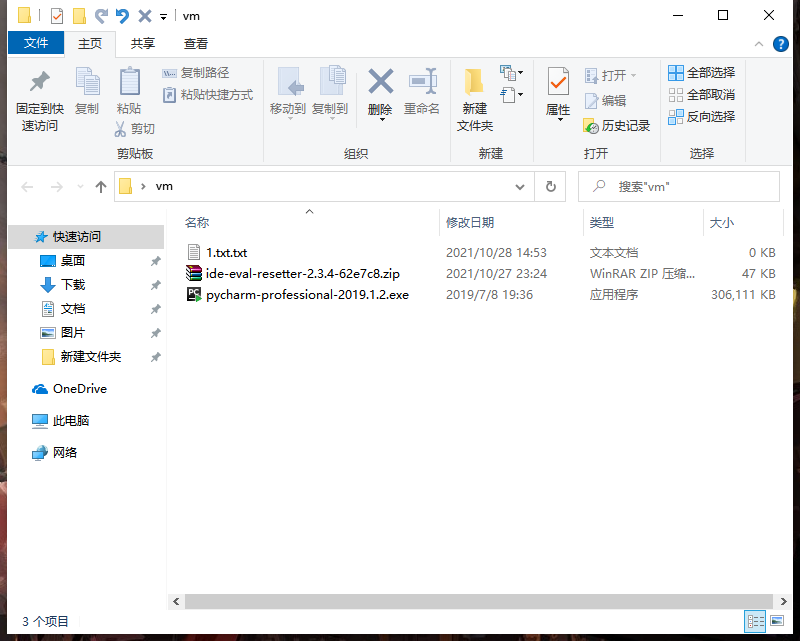 vm
文件 主页 共享 查看
固定到快速访问
复制
粘贴
复制路径
粘贴快捷方式
剪切
剪贴板
移动到
复制到
删除
重命名
组织
新建
文件夹
新建
属性
打开
编辑
历史记录
打开
全部选择
全部取消
反向选择
选择
vm
搜索"vm"
快速访问
桌面
下载
文档
图片
新建文件夹
OneDrive
此电脑
网络
名称 修改日期 类型 大小
1.txt.txt 2021/10/28 14:53 文本文档 0 KB
ide-eval-resetter-2.3.4-62e7c8.zip 2021/10/27 23:24 WinRAR ZIP 压缩... 47 KB
pycharm-professional-2019.1.2.exe 2019/7/8 19:36 应用程序 306,111 KB
3 个项目